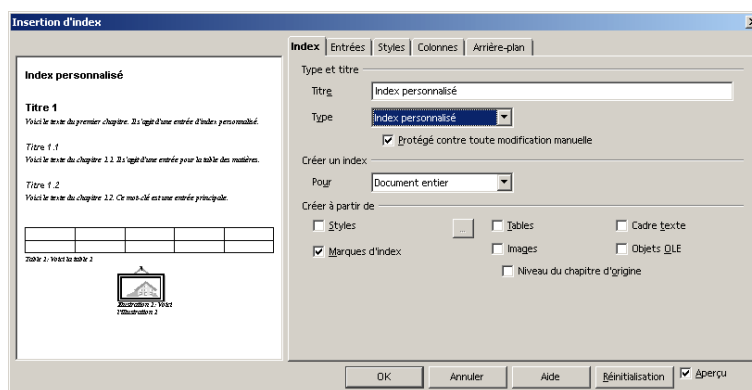 Insertion d'index
Index personnalisé
Titre 1
Voici le texte du premier chapitre. Il s'agit d'une entrée d'index personnalisé.
Titre 1.1
Voici le texte du chapitre 1.1. Il s'agit d'une entrée pour la table des matières.
Titre 1.2
Voici le texte du chapitre 1.2. Ce mot-clé est une entrée principale.
Table 1: Voici la table 1
Illustration 1: Voici
l'illustration 1
Index Entrées Styles Colonnes Arrière-plan
Type et titre
Titre Index personnalisé
Type Index personnalisé
Protégé contre toute modification manuelle
Créer un index
Pour Document entier
Créer à partir de
Styles ... Tables Cadre texte
Marques d'index Images Objets OLE
Niveau du chapitre d'origine
OK Annuler Aide Réinitialisation Aperçu